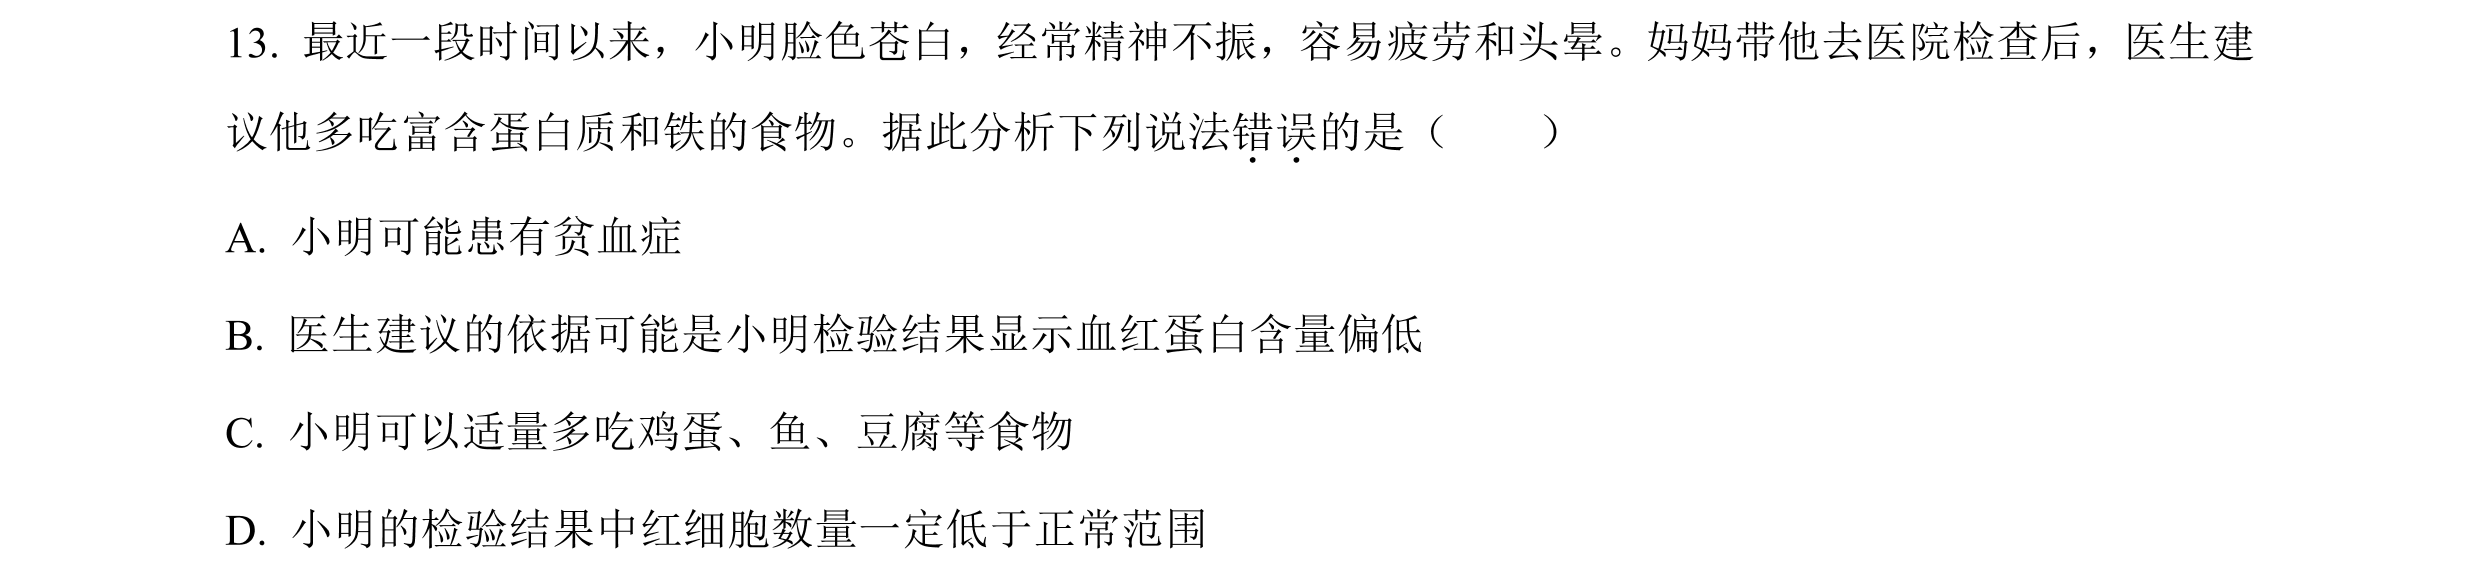 13. 最近一段时间以来，小明脸色苍白，经常精神不振，容易疲劳和头晕。妈妈带他去医院检查后，医生建
议他多吃富含蛋白质和铁的食物。据此分析下列说法错误的是（　　）
A. 小明可能患有贫血症
B. 医生建议的依据可能是小明检验结果显示血红蛋白含量偏低
C. 小明可以适量多吃鸡蛋、鱼、豆腐等食物
D. 小明的检验结果中红细胞数量一定低于正常范围